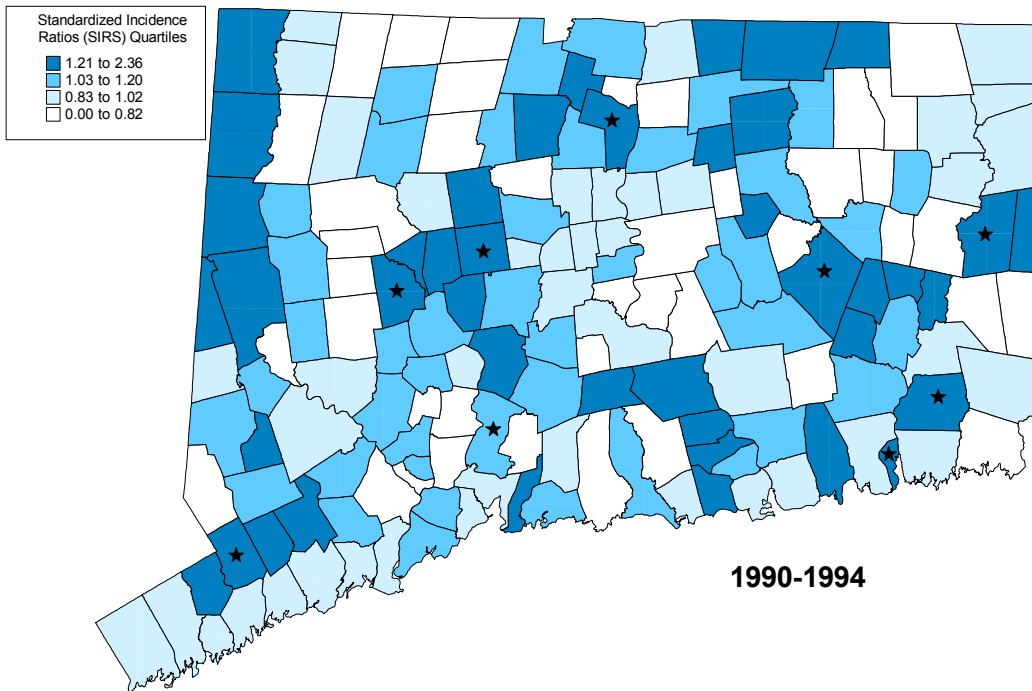 Standardized Incidence
Ratios (SIRS) Quartiles
1.21 to 2.36
1.03 to 1.20
0.83 to 1.02
0.00 to 0.82
1990-1994